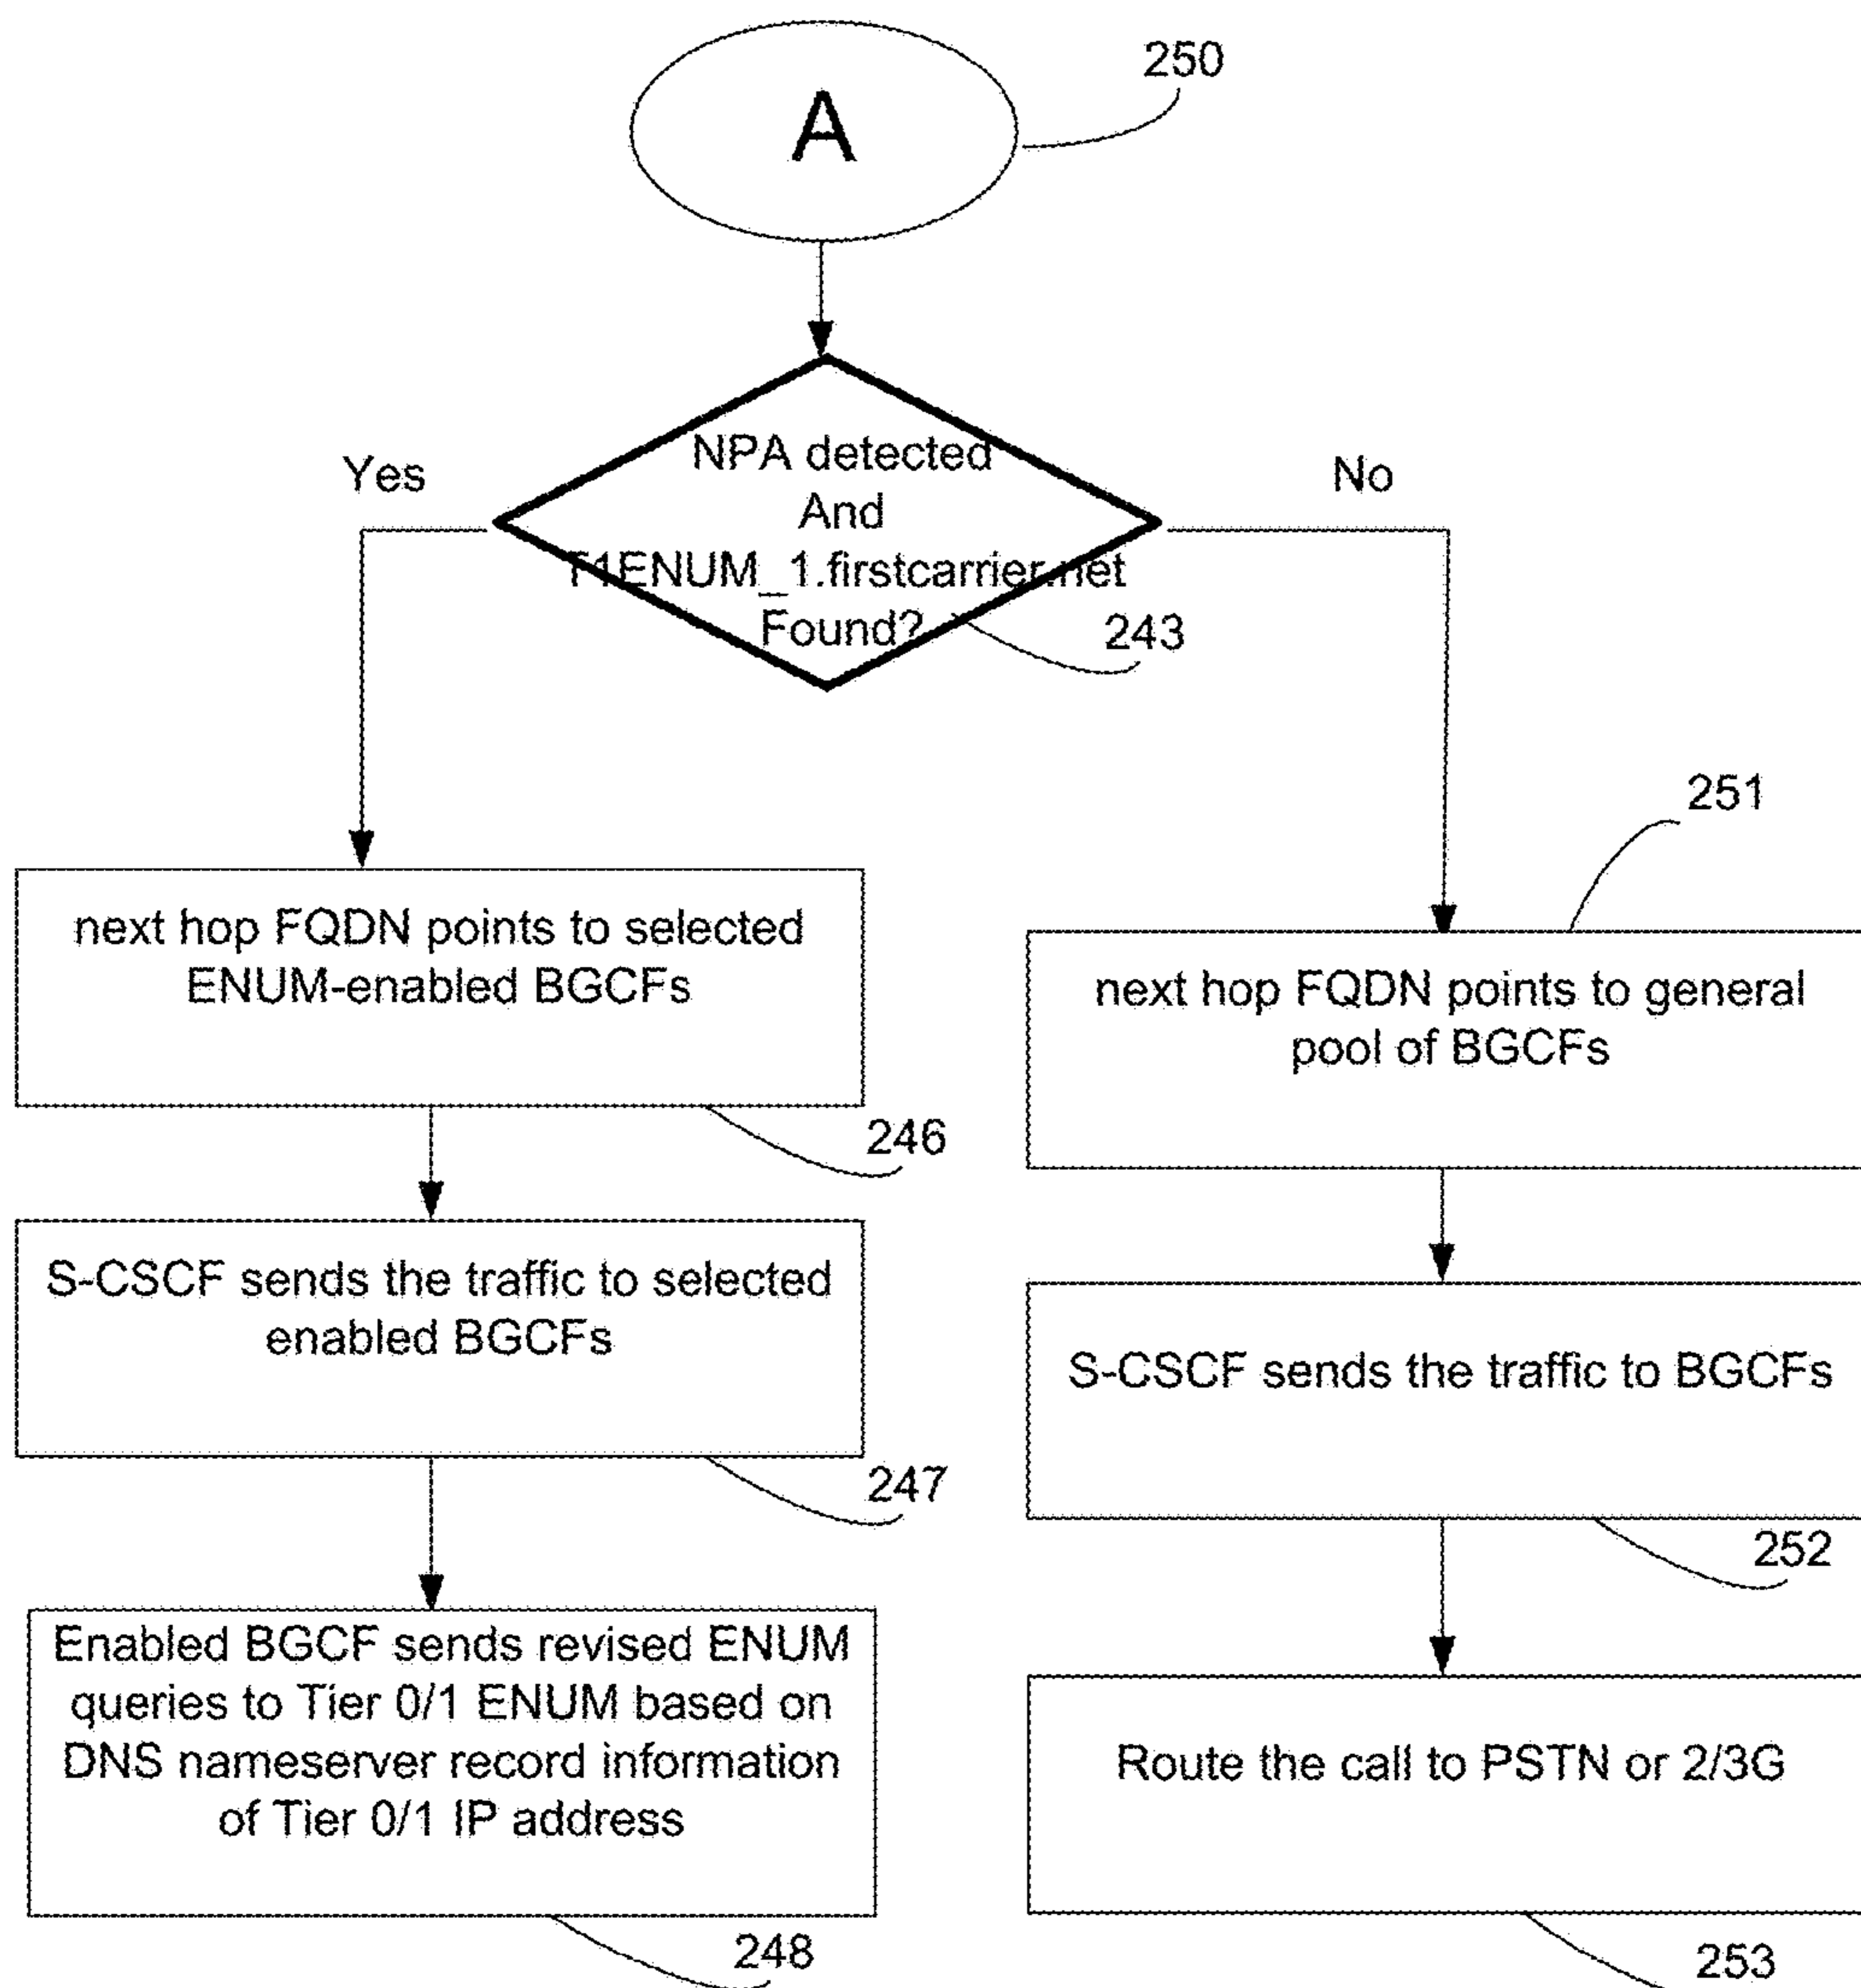 250
A
Yes
No
NPA detected
And
T1ENUM_1.firstcarrier.net
Found?
243
251
next hop FQDN points to selected
ENUM-enabled BGCFs
246
next hop FQDN points to general
pool of BGCFs
S-CSCF sends the traffic to selected
enabled BGCFs
247
S-CSCF sends the traffic to BGCFs
252
Enabled BGCF sends revised ENUM
queries to Tier 0/1 ENUM based on
DNS nameserver record information
of Tier 0/1 IP address
248
Route the call to PSTN or 2/3G
253